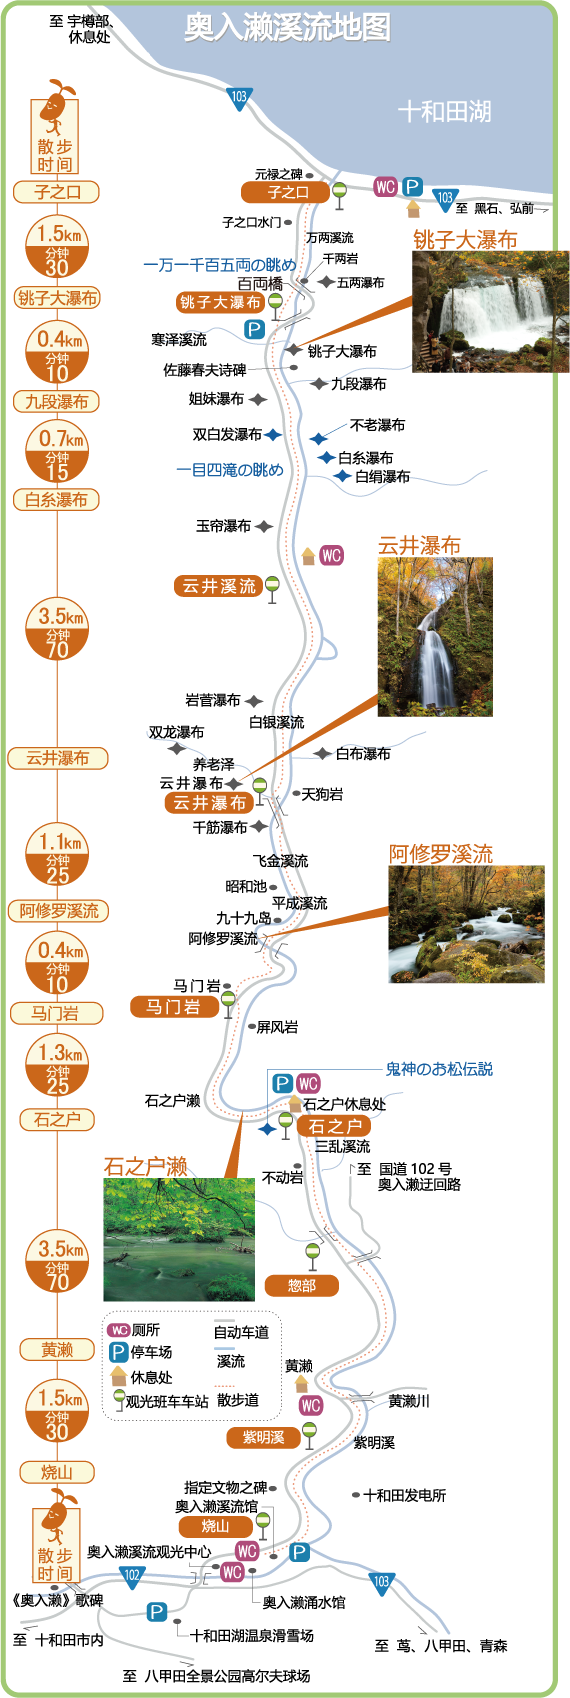 奥入濑溪流地图
至 宇樽部、
休息处
103
十和田湖
散步
时间
元禄之碑
子之口
子之口
WC
P
103
至 黑石、弘前
1.5km
分钟
30
子之口水门
万两溪流
铫子大瀑布
一万一千百五両の眺め
千两岩
百両橋
五两瀑布
铫子大瀑布
铫子大瀑布
P
0.4km
分钟
10
寒泽溪流
铫子大瀑布
佐藤春夫诗碑
九段瀑布
九段瀑布
姐妹瀑布
0.7km
分钟
15
双白发瀑布
不老瀑布
白糸瀑布
一目四滝の眺め
白绢瀑布
白糸瀑布
玉帘瀑布
云井瀑布
WC
云井溪流
3.5km
分钟
70
岩菅瀑布
白银溪流
双龙瀑布
云井瀑布
养老泽
白布瀑布
云井瀑布
云井瀑布
天狗岩
千筋瀑布
1.1km
分钟
25
飞金溪流
阿修罗溪流
昭和池
平成溪流
阿修罗溪流
九十九岛
阿修罗溪流
0.4km
分钟
10
马门岩
马门岩
马门岩
屏风岩
1.3km
分钟
25
鬼神のお松伝説
P
WC
石之户濑
石之户休息处
石之户
石之户
三乱溪流
石之户濑
不动岩
至 国道 102 号
奥入濑迂回路
3.5km
分钟
70
惣部
WC
厕所
自动车道
P
停车场
溪流
黄濑
休息处
黄濑
观光班车车站
散步道
WC
黄濑川
1.5km
分钟
30
紫明溪
紫明溪
烧山
指定文物之碑
十和田发电所
奥入濑溪流馆
烧山
散步
时间
奥入濑溪流观光中心
WC
P
WC
102
103
《奥入濑》歌碑
奥入濑涌水馆
P
至 十和田市内
十和田湖温泉滑雪场
至 茑、八甲田、青森
至 八甲田全景公园高尔夫球场